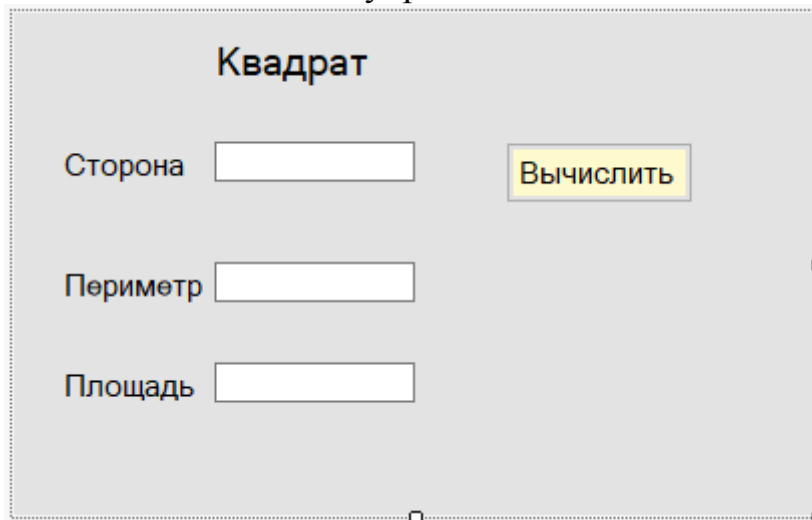 Квадрат
Сторона
Вычислить
Периметр
Площадь